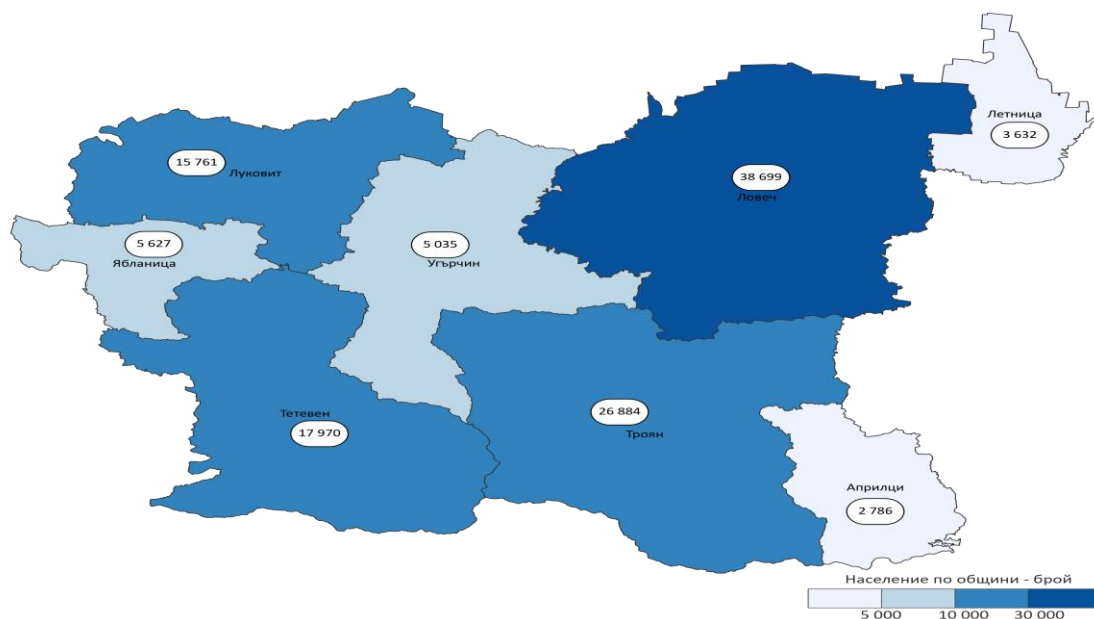 Летница
3 632
15 761
Луковит
38 699
Ловеч
5 627
Ябланица
5 035
Угърчин
Тетевен
17 970
26 884
Троян
Априлци
2 786
Население по общини - брой
5 000 10 000 30 000